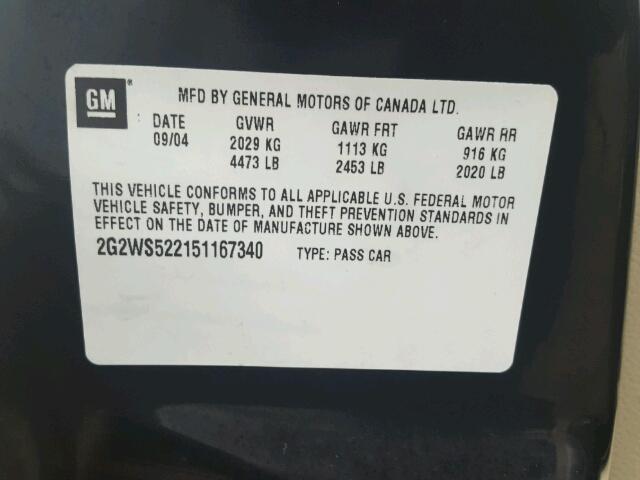 GM ® MFD BY GENERAL MOTORS OF CANADA LTD.
DATE GVWR GAWR FRT GAWR RR
09/04 2029 KG 1113 KG 916 KG
4473 LB 2453 LB 2020 LB
THIS VEHICLE CONFORMS TO ALL APPLICABLE U.S. FEDERAL MOTOR
VEHICLE SAFETY, BUMPER, AND THEFT PREVENTION STANDARDS IN
EFFECT ON THE DATE OF MANUFACTURE SHOWN ABOVE.
2G2WS522151167340 TYPE: PASS CAR